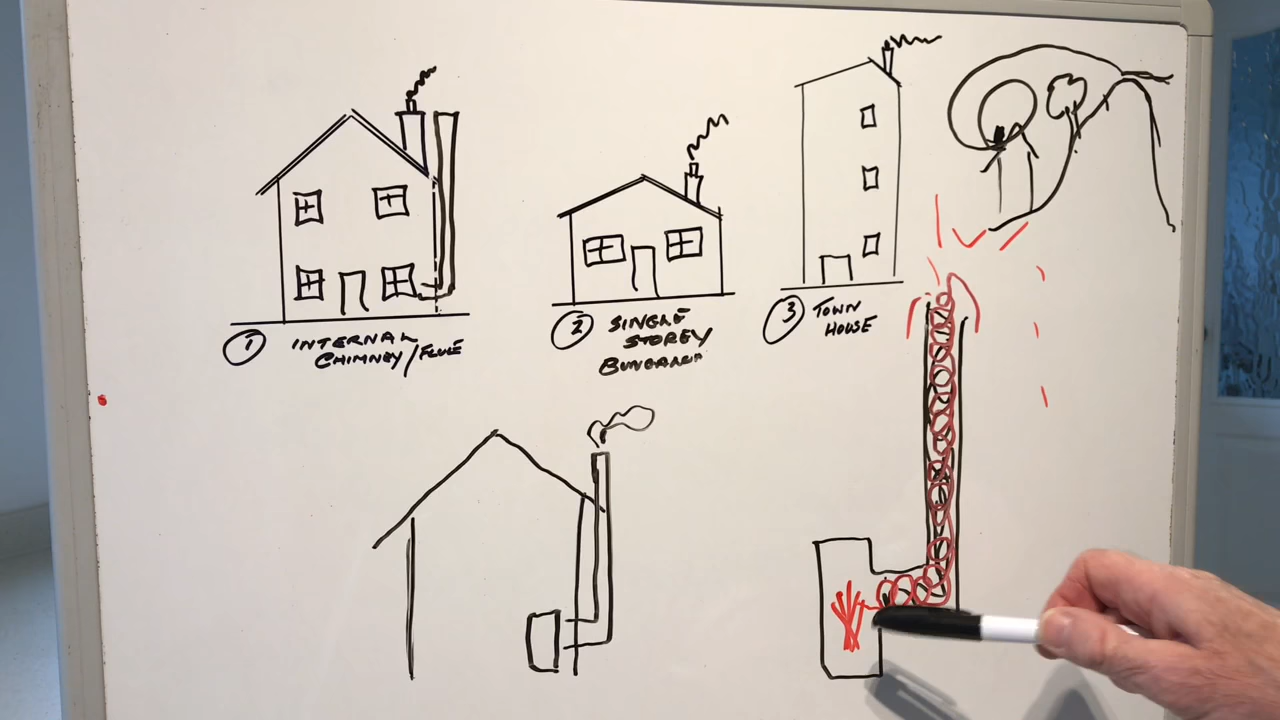 ① INTERNAL
CHIMNEY/FLUE
② SINGLE
STOREY
③ TOWN
HOUSE